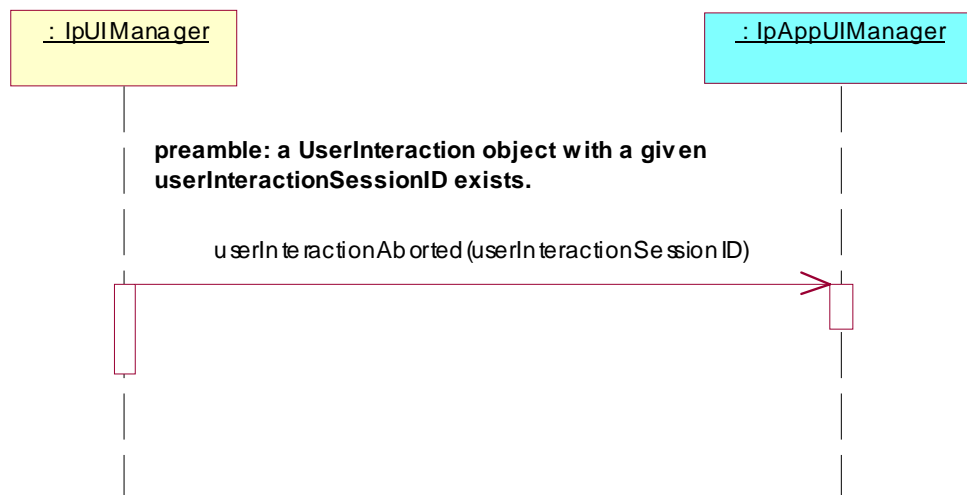 : IpUIManager
: IpAppUIManager
preamble: a UserInteraction object with a given
userInteractionSessionID exists.
userInteractionAborted(userInteractionSessionID)